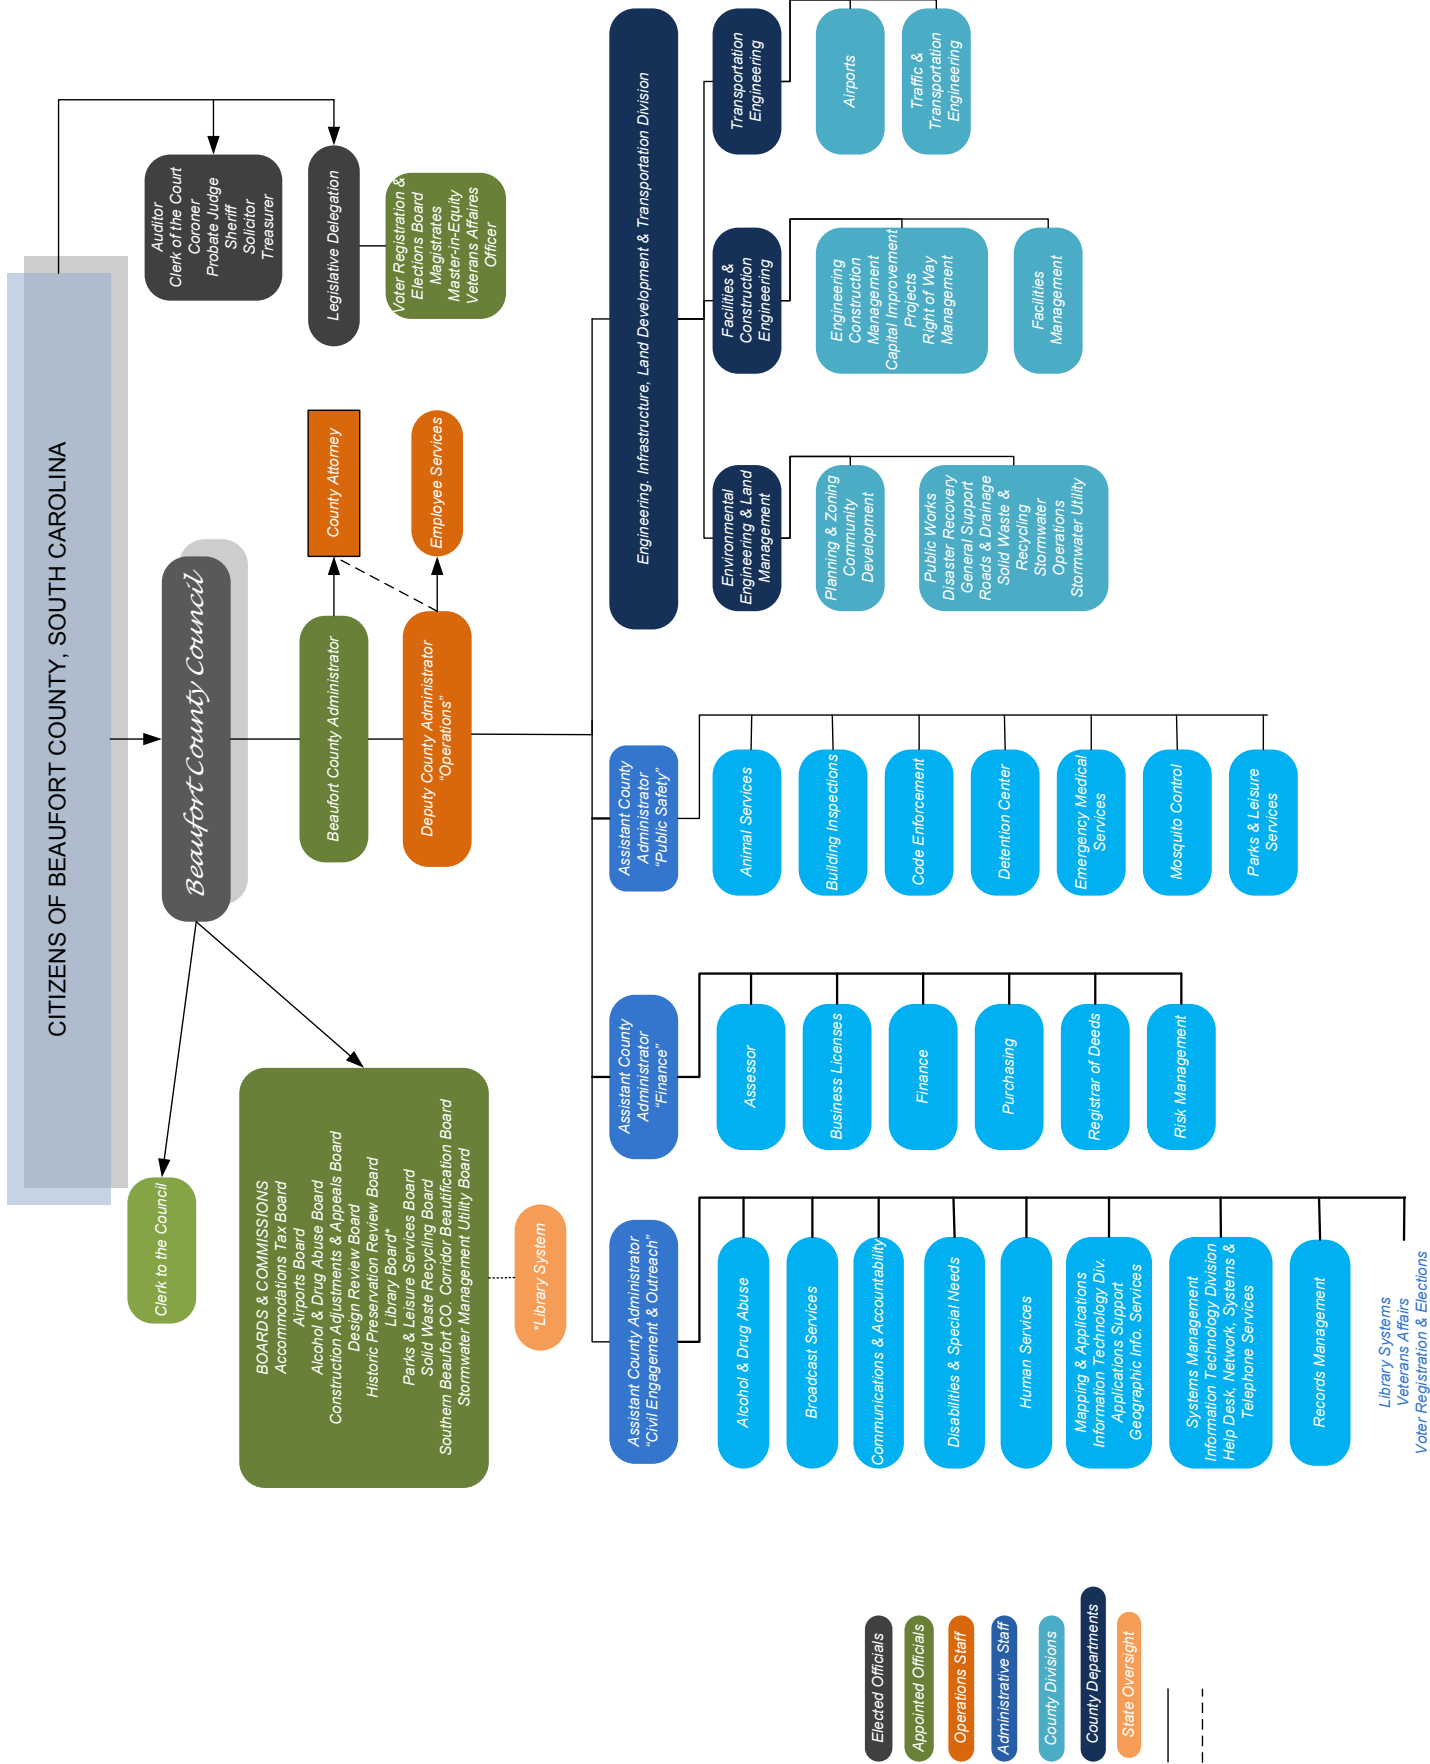 CITIZENS OF BEAUFORT COUNTY, SOUTH CAROLINA
Beaufort County Council
Clerk to the Council
Auditor
Clerk of the Court
Coroner
Probate Judge
Sheriff
Solicitor
Treasurer
Legislative Delegation
Voter Registration &
Elections Board
Magistrates
Master-in-Equity
Veterans Affaires
Officer
BOARDS & COMMISSIONS
Accommodations Tax Board
Airports Board
Alcohol & Drug Abuse Board
Construction Adjustments & Appeals Board
Design Review Board
Historic Preservation Review Board
Library Board*
Parks & Leisure Services Board
Solid Waste Recycling Board
Southern Beaufort CO. Corridor Beautification Board
Stormwater Management Utility Board
*Library System
Beaufort County Administrator
County Attorney
Deputy County Administrator
"Operations"
Employee Services
Assistant County Administrator
"Civil Engagement & Outreach"
Alcohol & Drug Abuse
Broadcast Services
Communications & Accountability
Disabilities & Special Needs
Human Services
Mapping & Applications
Information Technology Div.
Applications Support
Geographic Info. Services
Systems Management
Information Technology Division
Help Desk, Network, Systems &
Telephone Services
Records Management
Library Systems
Veterans Affairs
Voter Registration & Elections
Assistant County
Administrator
"Finance"
Assessor
Business Licenses
Finance
Purchasing
Registrar of Deeds
Risk Management
Assistant County
Administrator
"Public Safety"
Animal Services
Building Inspections
Code Enforcement
Detention Center
Emergency Medical
Services
Mosquito Control
Parks & Leisure
Services
Engineering. Infrastructure, Land Development & Transportation Division
Environmental
Engineering & Land
Management
Planning & Zoning
Community
Development
Public Works
Disaster Recovery
General Support
Roads & Drainage
Solid Waste &
Recycling
Stormwater
Operations
Stormwater Utility
Facilities &
Construction
Engineering
Engineering
Construction
Management
Capital Improvement
Projects
Right of Way
Management
Facilities
Management
Transportation
Engineering
Airports
Traffic &
Transportation
Engineering
Elected Officials
Appointed Officials
Operations Staff
Administrative Staff
County Divisions
County Departments
State Oversight